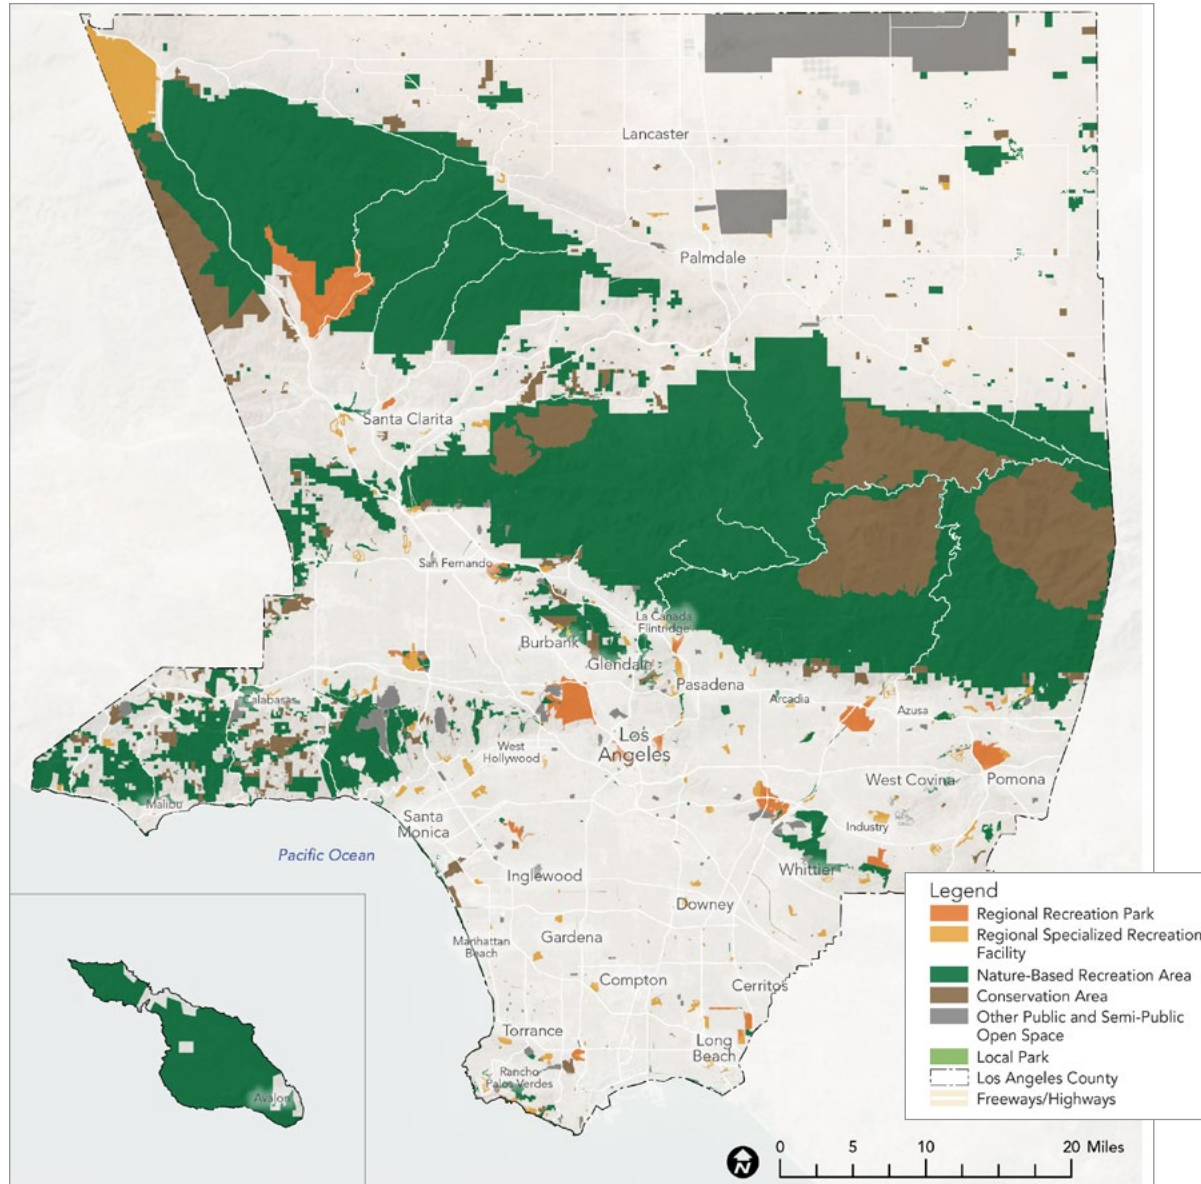 Lancaster
Palmdale
Santa Clarita
San Fernando
La Cañada
Flintridge
Burbank
Glendale
Pasadena
Arcadia
Azusa
Calabasas
Los
Angeles
West
Hollywood
West Covina
Pomona
Malibu
Santa
Monica
Industry
Pacific Ocean
Inglewood
Whittier
Downey
Manhattan
Beach
Gardena
Compton
Cerritos
Torrance
Long
Beach
Rancho
Palos Verdes
Avalon
Legend
Regional Recreation Park
Regional Specialized Recreation
Facility
Nature-Based Recreation Area
Conservation Area
Other Public and Semi-Public
Open Space
Local Park
Los Angeles County
Freeways/Highways
N
0 5 10 20 Miles